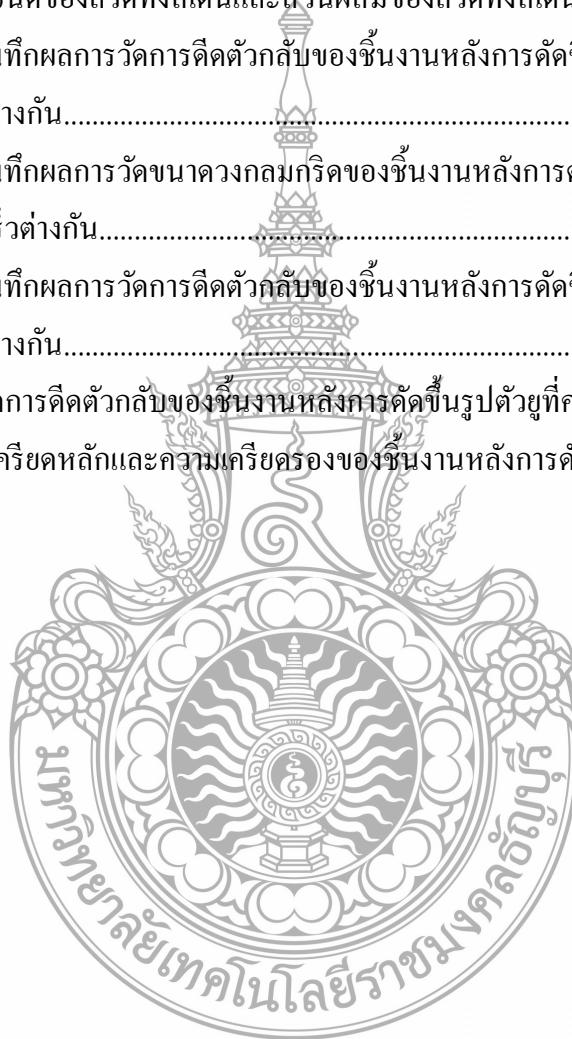 ของลวดทังสเตนและส่วนผสมของลวดทังสเตน
ทึกผลการวัดการดีดตัวกลับของชิ้นงานหลังการดัด
างกัน
ทึกผลการวัดขนาดวงกลมกริดของชิ้นงานหลังการ
ต่างกัน
ทึกผลการวัดการดีดตัวกลับของชิ้นงานหลังการดัด
างกัน
การดีดตัวกลับของชิ้นงานหลังการดัดขึ้นรูปตัวยูที่
เครียดหลักและความเครียดรองของชิ้นงานหลังการ
มหาวิทยาลัยเทคโนโลยีราชมงคลธัญบุรี